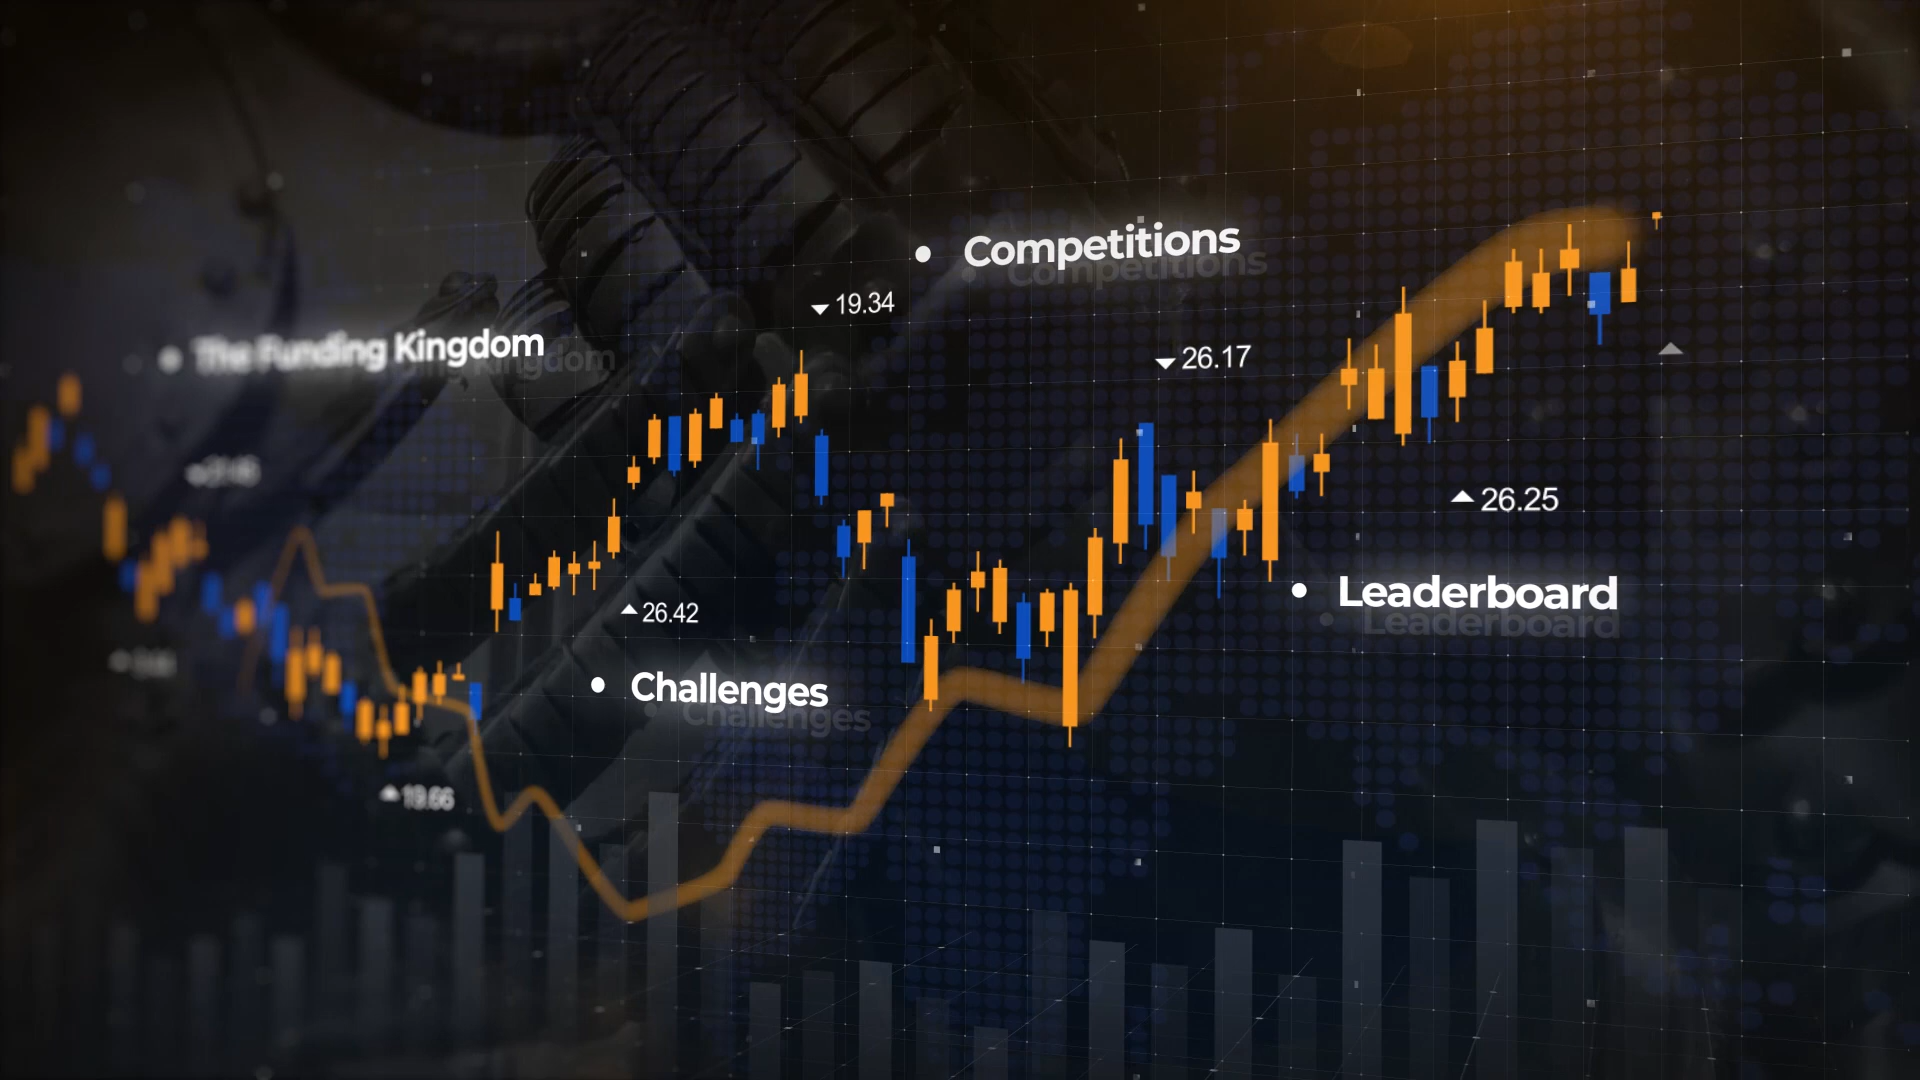 Competitions
▼ 19.34
The Funding Kingdom
▼ 26.17
▲ 26.25
Leaderboard
▲ 26.42
Challenges
▲ 19.66